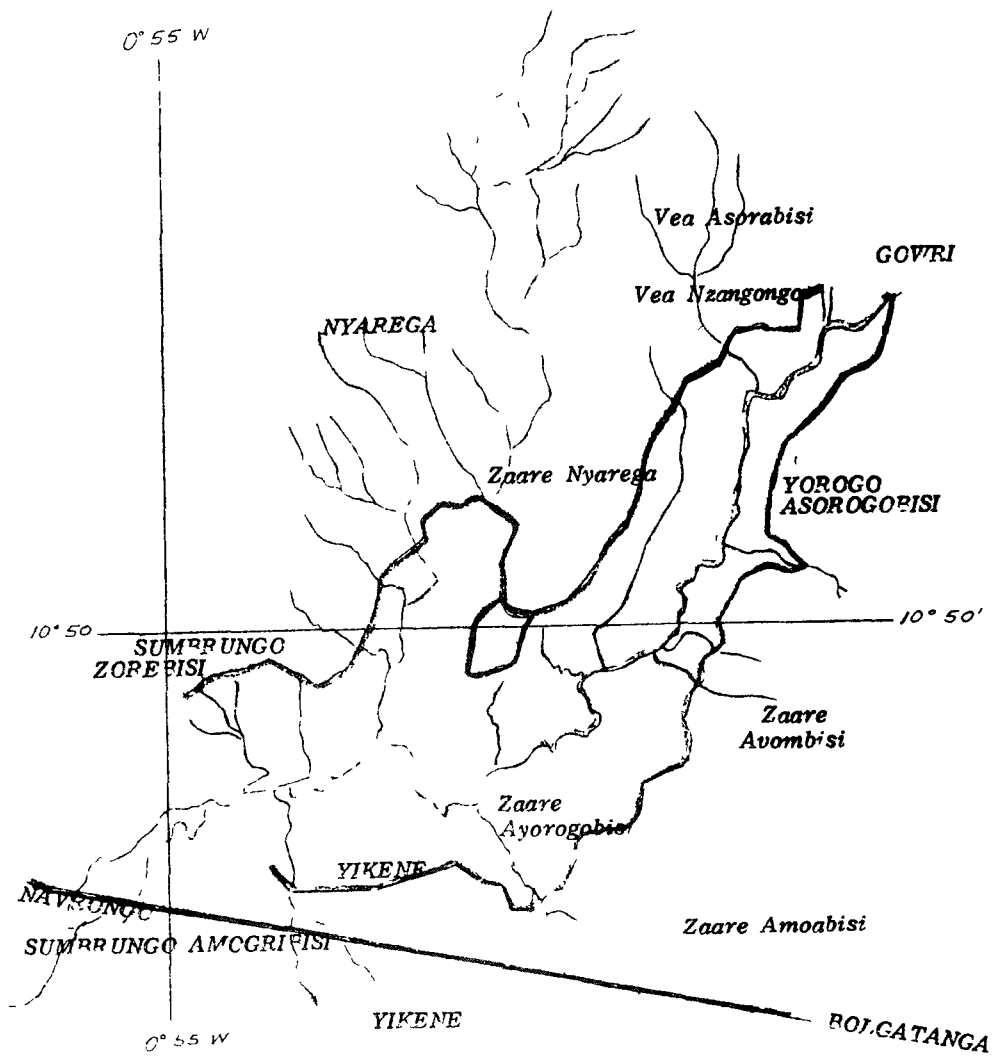 0° 55 W
Vea Asorabisi
GOWRI
Vea Nzangongo
NYAREGA
Zaare Nyarega
YOROGO
ASOROGOBISI
10° 50
10° 50'
SUMBRUNGO
ZOREBISI
Zaare
Avombisi
Zaare
Ayorogobisi
YIKENE
NAVRONGO
Zaare Amoabisi
SUMBRUNGO AMOGRIBISI
YIKENE
BOLGATANGA
0° 55 W